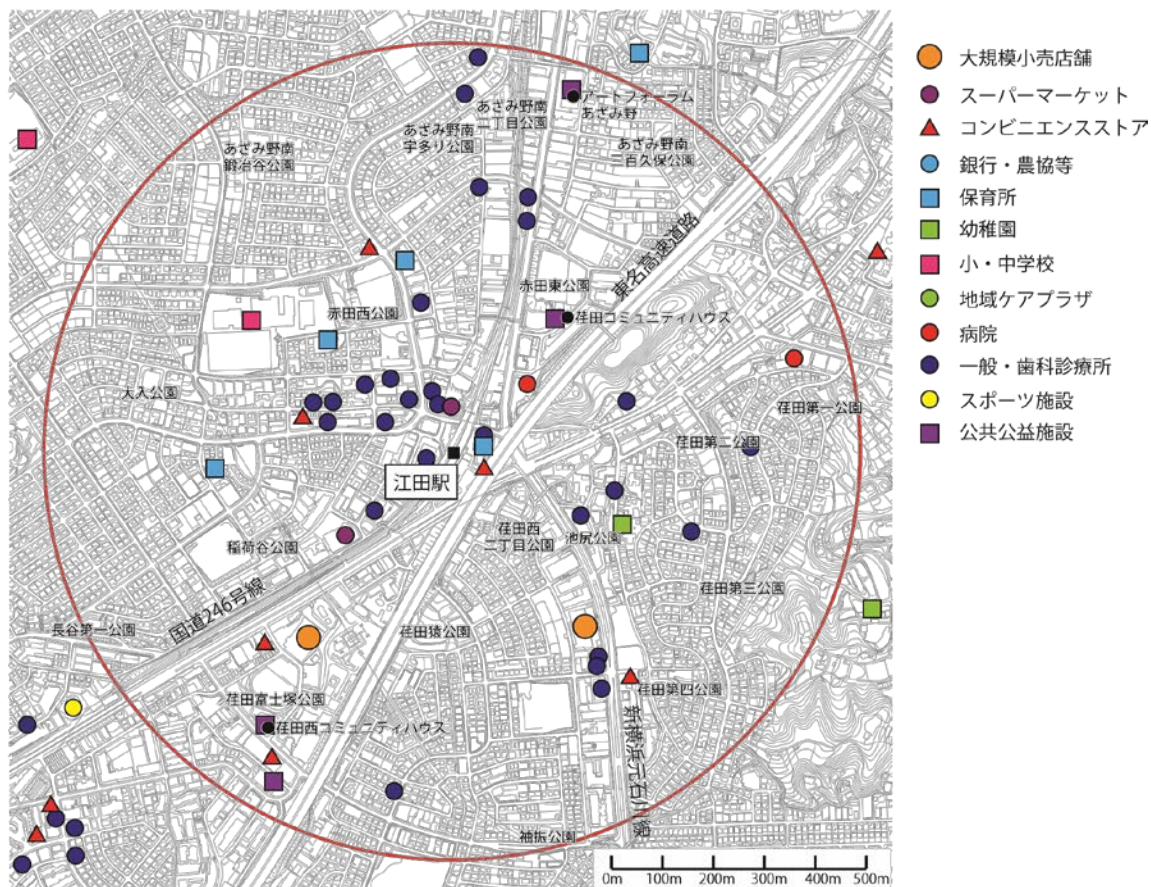 アートフォーラム
あざみ野
あざみ野南
二丁目公園
あざみ野南
宇多り公園
あざみ野南
鍛冶谷公園
あざみ野南
三百久保公園
東名高速道路
赤田東公園
赤田西公園
荏田コミュニティハウス
大入公園
荏田第一公園
荏田第二公園
江田駅
荏田西
二丁目公園
池尻公園
稲荷谷公園
荏田第三公園
国道246号線
長谷第一公園
荏田猿公園
荏田富士塚公園
荏田第四公園
荏田西コミュニティハウス
新横浜元石川線
袖振公園
0m
100m
200m
300m
400m
500m
大規模小売店舗
スーパーマーケット
コンビニエンスストア
銀行・農協等
保育所
幼稚園
小・中学校
地域ケアプラザ
病院
一般・歯科診療所
スポーツ施設
公共公益施設